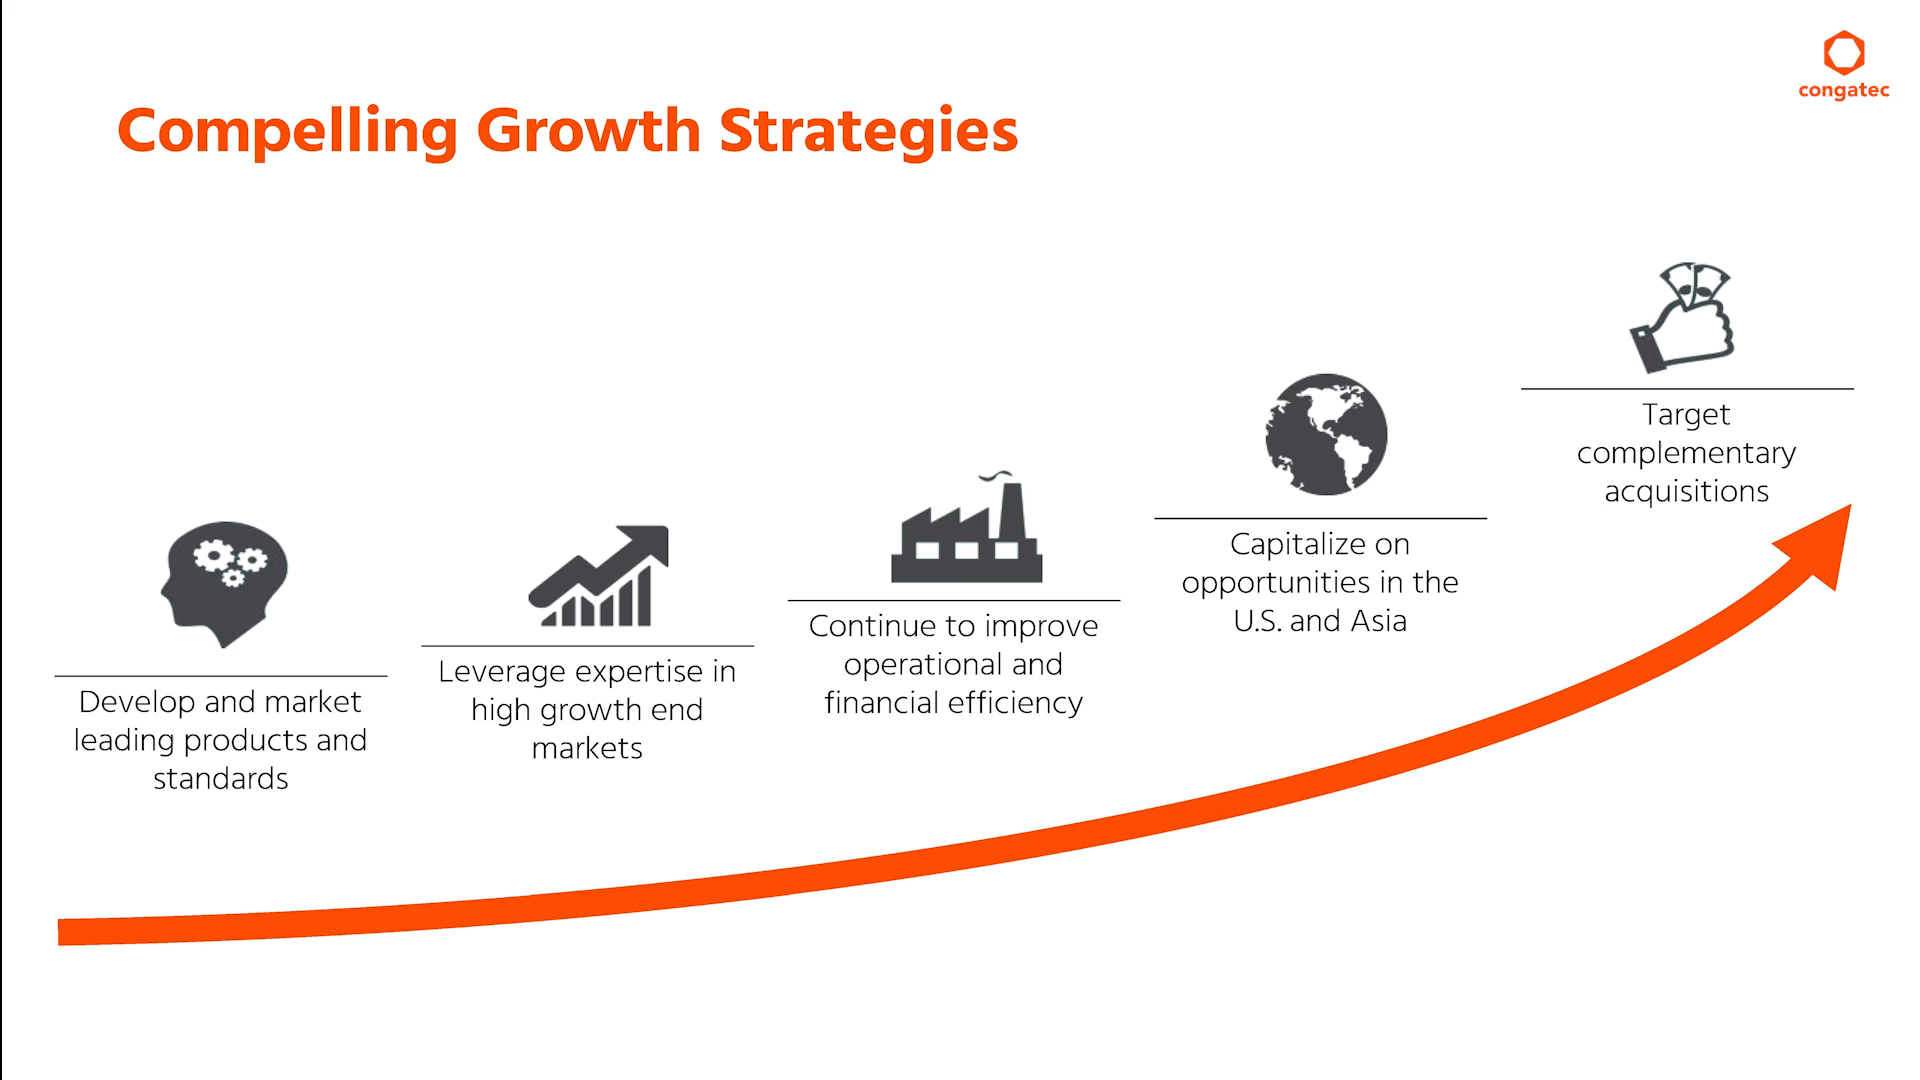 congatec
Compelling Growth Strategies
Develop and market
leading products and
standards
Leverage expertise in
high growth end
markets
Continue to improve
operational and
financial efficiency
Capitalize on
opportunities in the
U.S. and Asia
Target
complementary
acquisitions